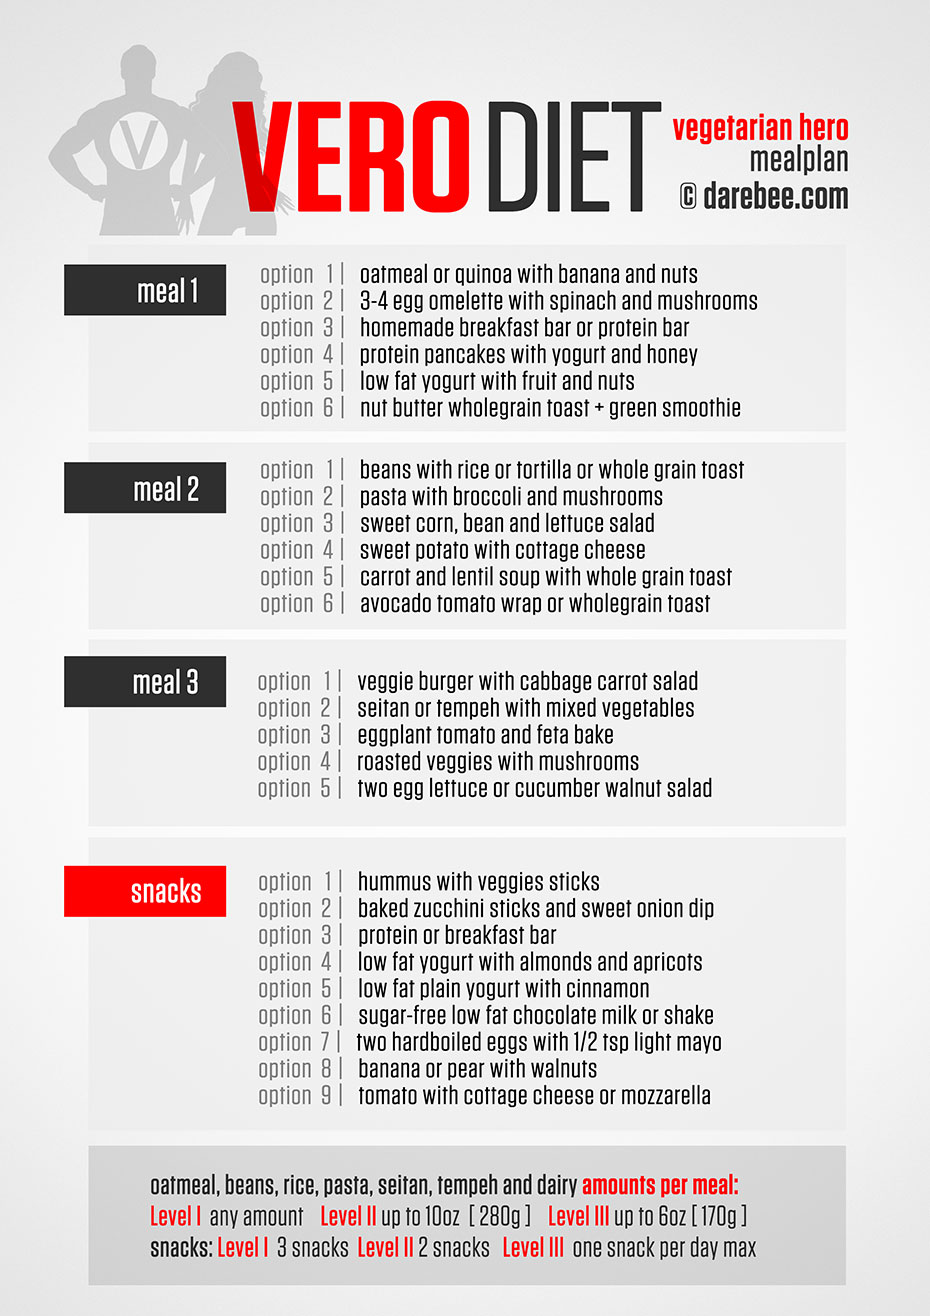 V
VERO DIET
vegetarian hero
mealplan
© darebee.com
meal 1
option 1 | oatmeal or quinoa with banana and nuts
option 2 | 3-4 egg omelette with spinach and mushrooms
option 3 | homemade breakfast bar or protein bar
option 4 | protein pancakes with yogurt and honey
option 5 | low fat yogurt with fruit and nuts
option 6 | nut butter wholegrain toast + green smoothie
meal 2
option 1 | beans with rice or tortilla or whole grain toast
option 2 | pasta with broccoli and mushrooms
option 3 | sweet corn, bean and lettuce salad
option 4 | sweet potato with cottage cheese
option 5 | carrot and lentil soup with whole grain toast
option 6 | avocado tomato wrap or wholegrain toast
meal 3
option 1 | veggie burger with cabbage carrot salad
option 2 | seitan or tempeh with mixed vegetables
option 3 | eggplant tomato and feta bake
option 4 | roasted veggies with mushrooms
option 5 | two egg lettuce or cucumber walnut salad
snacks
option 1 | hummus with veggies sticks
option 2 | baked zucchini sticks and sweet onion dip
option 3 | protein or breakfast bar
option 4 | low fat yogurt with almonds and apricots
option 5 | low fat plain yogurt with cinnamon
option 6 | sugar-free low fat chocolate milk or shake
option 7 | two hardboiled eggs with 1/2 tsp light mayo
option 8 | banana or pear with walnuts
option 9 | tomato with cottage cheese or mozzarella
oatmeal, beans, rice, pasta, seitan, tempeh and dairy amounts per meal:
Level I any amount Level II up to 10oz [ 280g ] Level III up to 6oz [ 170g ]
snacks: Level I 3 snacks Level II 2 snacks Level III one snack per day max